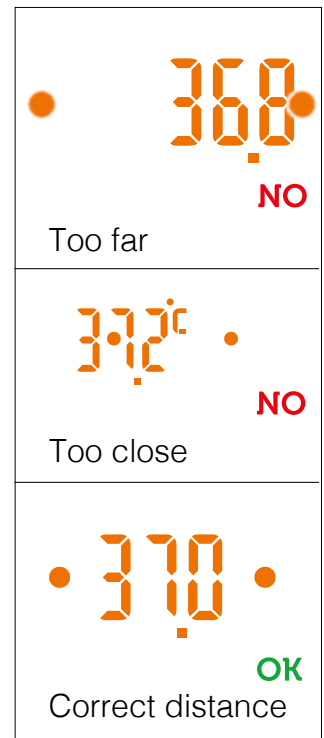 36.8
NO
Too far
37.2°C
NO
Too close
37.0
OK
Correct distance